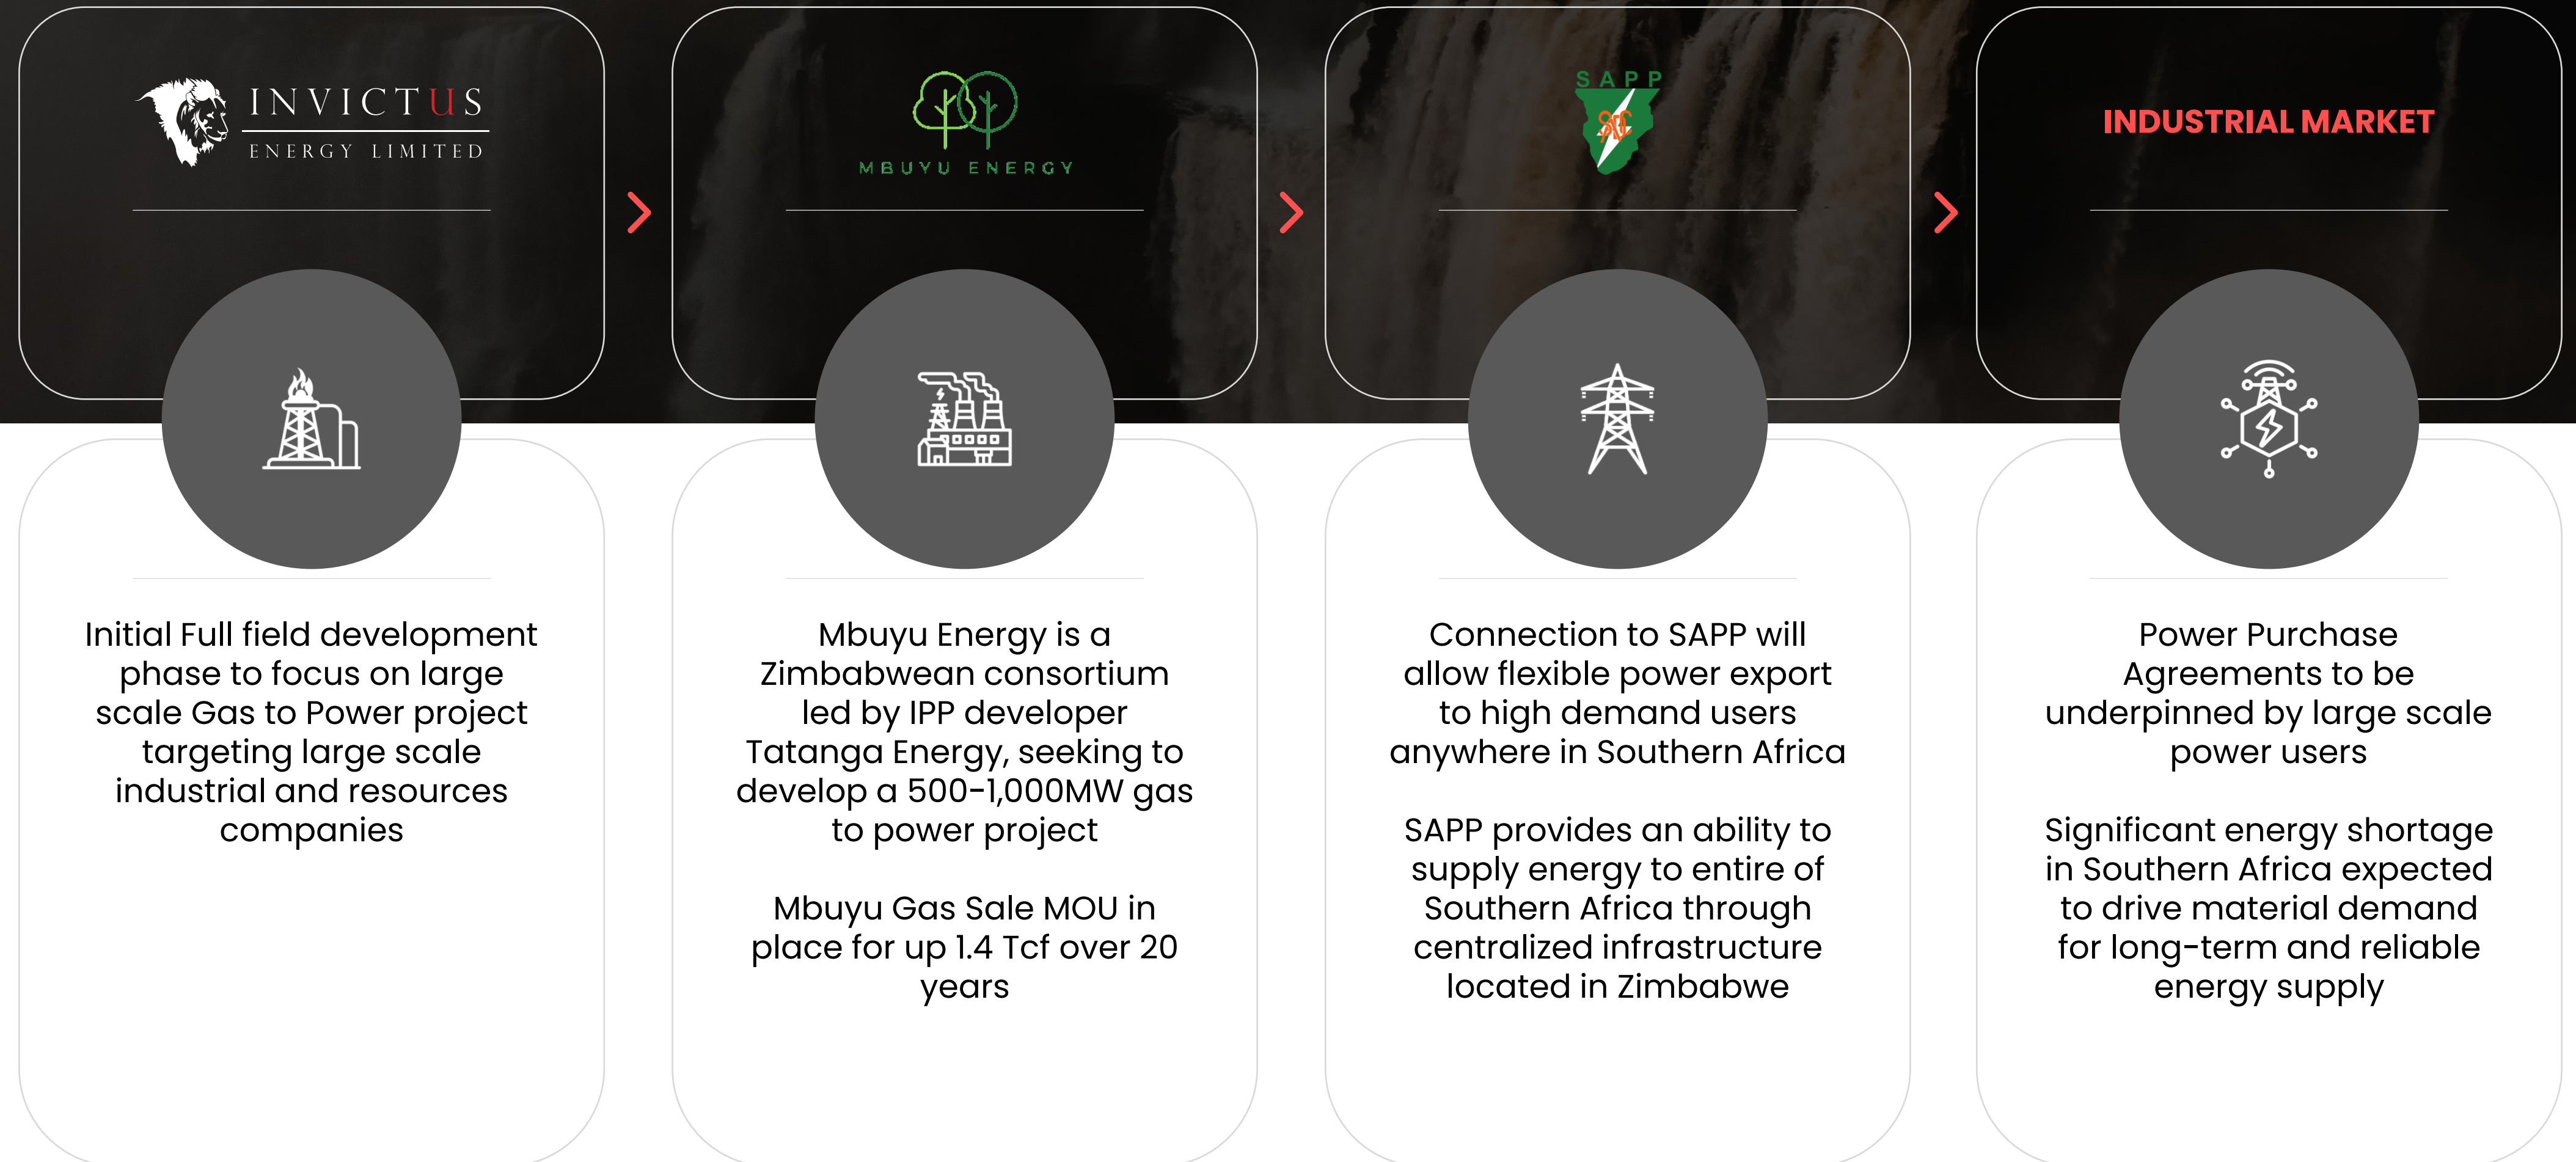 INVICTUS
ENERGY LIMITED
Initial Full field development
phase to focus on large
scale Gas to Power project
targeting large scale
industrial and resources
companies
MBUYU ENERGY
Mbuyu Energy is a
Zimbabwean consortium
led by IPP developer
Tatanga Energy, seeking to
develop a 500-1,000MW gas
to power project
Mbuyu Gas Sale MOU in
place for up 1.4 Tcf over 20
years
SAPP
Connection to SAPP will
allow flexible power export
to high demand users
anywhere in Southern Africa
SAPP provides an ability to
supply energy to entire of
Southern Africa through
centralized infrastructure
located in Zimbabwe
INDUSTRIAL MARKET
Power Purchase
Agreements to be
underpinned by large scale
power users
Significant energy shortage
in Southern Africa expected
to drive material demand
for long-term and reliable
energy supply